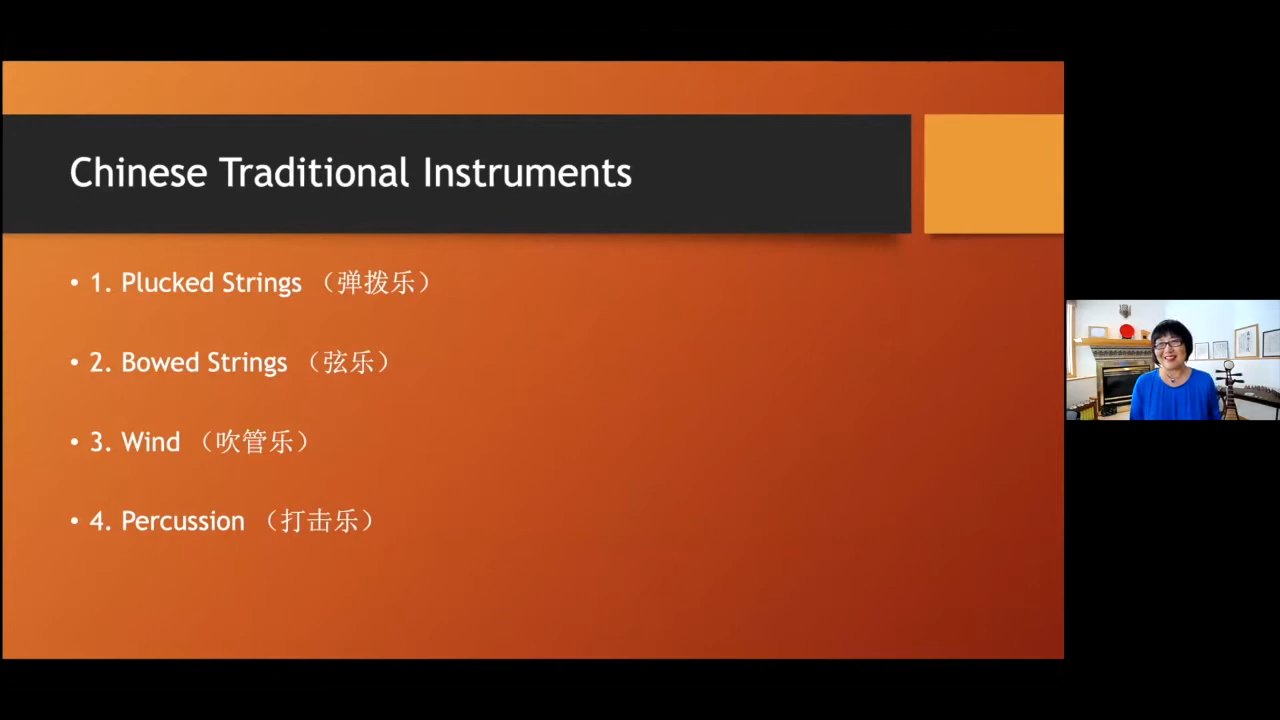 Chinese Traditional Instruments
• 1. Plucked Strings （弹拨乐）
• 2. Bowed Strings （弦乐）
• 3. Wind （吹管乐）
• 4. Percussion （打击乐）